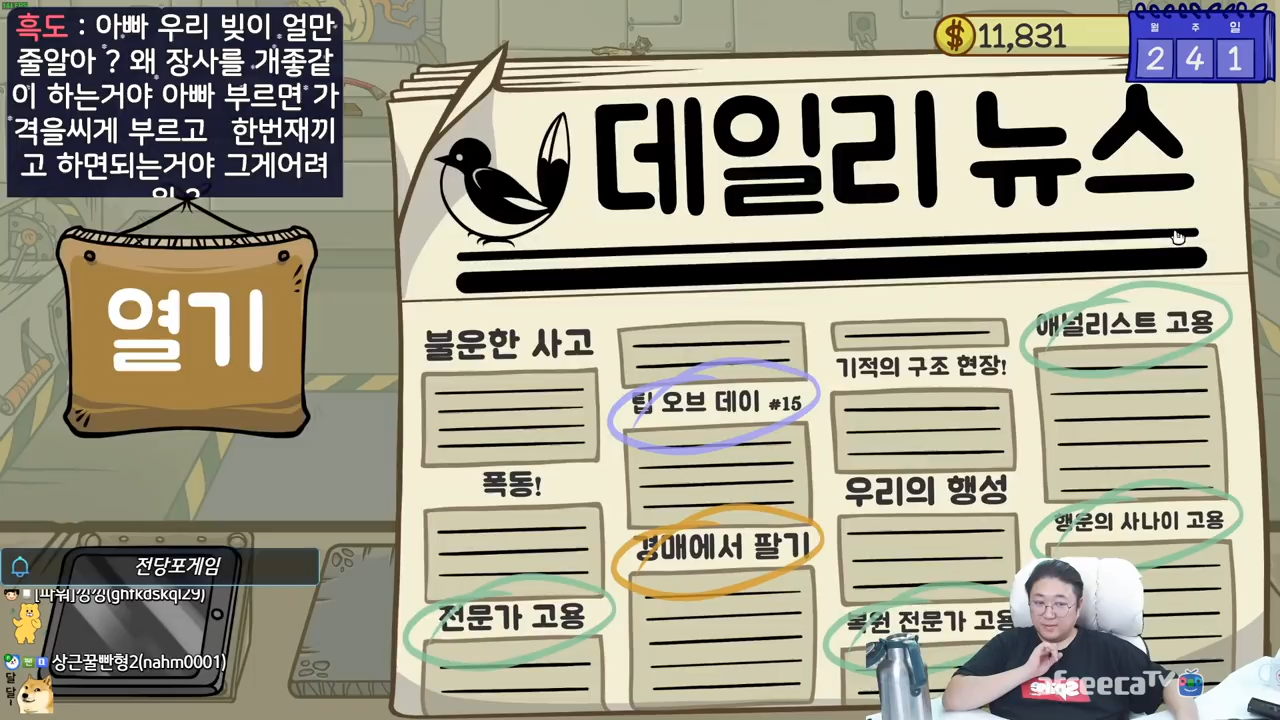 흑도 : 아빠 우리 빚이 얼만
줄알아 ? 왜 장사를 개좋같
이 하는거야 아빠 부르면 가
격을씨게 부르고 한번재끼
고 하면되는거야 그게어려
11,831
월 주 일
2 4 1
데일리 뉴스
열기
불운한 사고
팁 오브 데이 #15
기적의 구조 현장!
애널리스트 고용
폭동!
경매에서 팔기
우리의 행성
행운의 사나이 고용
전문가 고용
복원 전문가 고용
전당포게임
상근꿀빤형2(nahm0001)
달
달~
afreecaTV